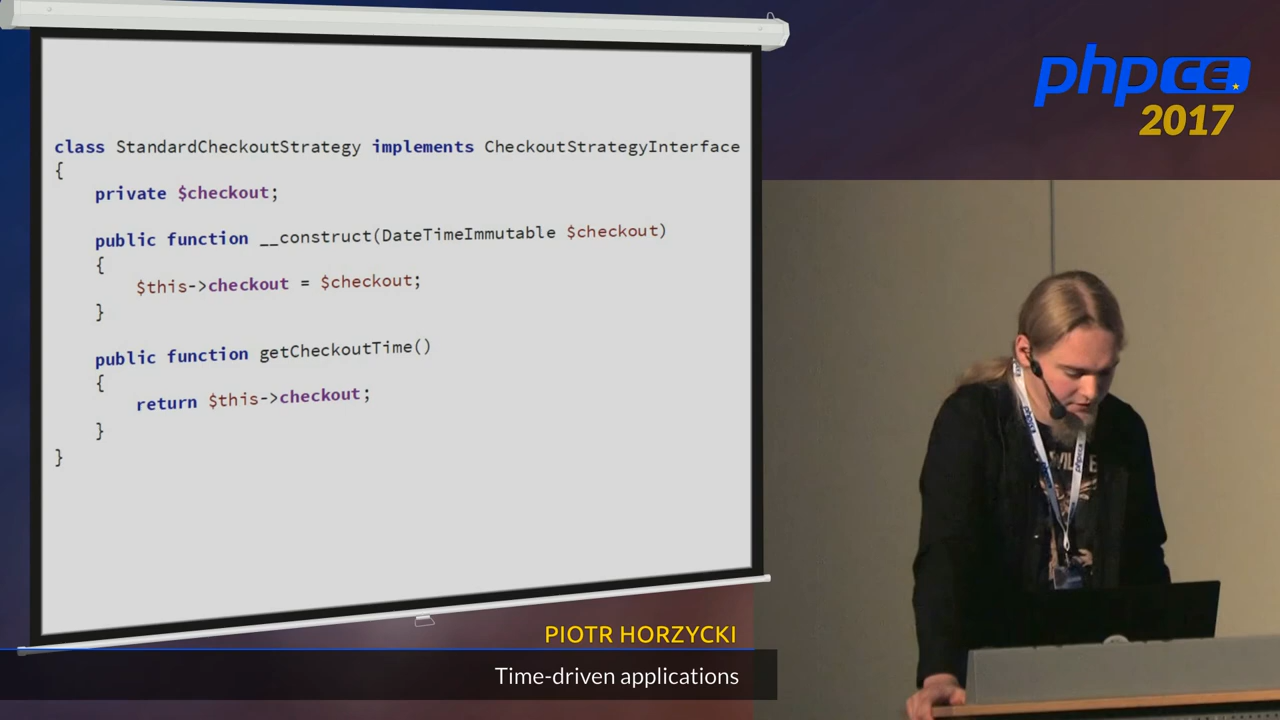 class StandardCheckoutStrategy implements CheckoutStrategyInterface
{
    private $checkout;

    public function __construct(DateTimeImmutable $checkout)
    {
        $this->checkout = $checkout;
    }

    public function getCheckoutTime()
    {
        return $this->checkout;
    }
}
phpCE
2017
PIOTR HORZYCKI
Time-driven applications